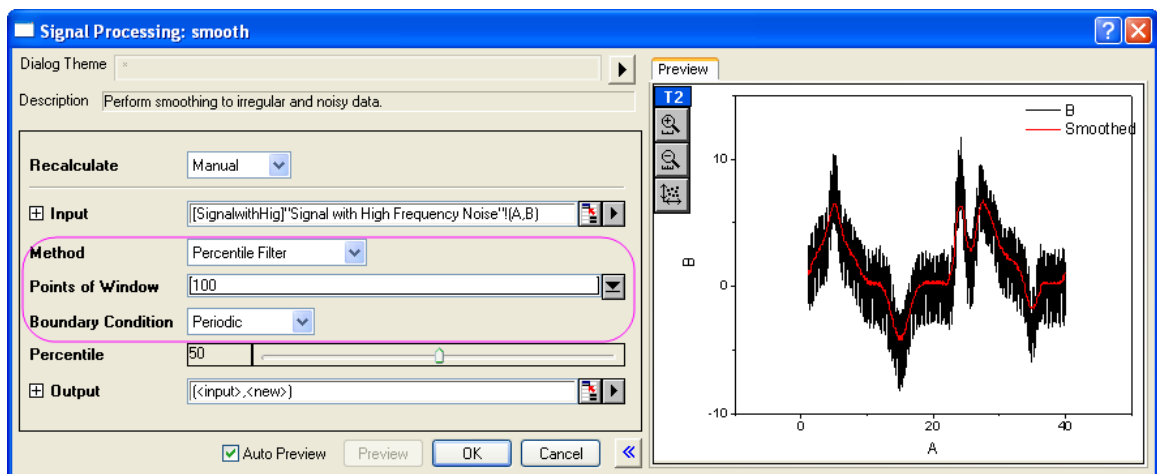 Signal Processing: smooth
Dialog Theme *
Description Perform smoothing to irregular and noisy data.
Recalculate Manual
Input [SignalwithHig]"Signal with High Frequency Noise"!(A,B)
Method Percentile Filter
Points of Window 100
Boundary Condition Periodic
Percentile 50
Output (<input>,<new>)
Auto Preview Preview OK Cancel
Preview
T2
B
Smoothed
10
0
-10
B
0 20 40
A